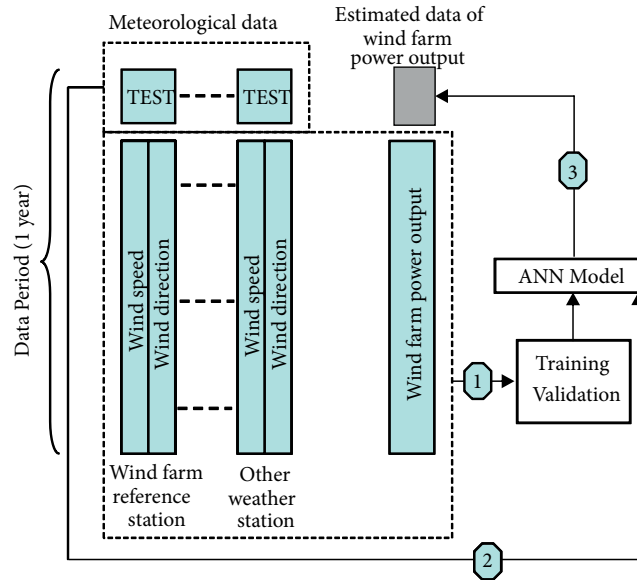 Meteorological data
Estimated data of
wind farm
power output
TEST
TEST
Data Period (1 year)
Wind speed
Wind direction
Wind speed
Wind direction
Wind farm power output
3
ANN Model
1
Training
Validation
Wind farm
reference
station
Other
weather
station
2